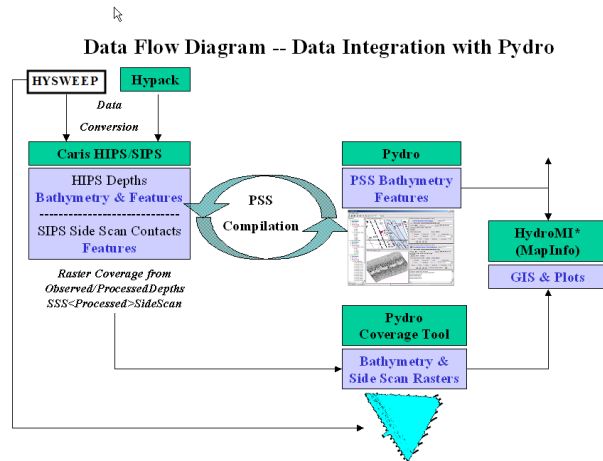 Data Flow Diagram -- Data Integration with Pydro
HYSWEEP
Hypack
Data
Conversion
Caris HIPS/SIPS
HIPS Depths
Bathymetry & Features
SIPS Side Scan Contacts
Features
Raster Coverage from
Observed/ProcessedDepths
SSS<Processed>SideScan
PSS
Compilation
Pydro
PSS Bathymetry
Features
HydroMI*
(MapInfo)
GIS & Plots
Pydro
Coverage Tool
Bathymetry &
Side Scan Rasters